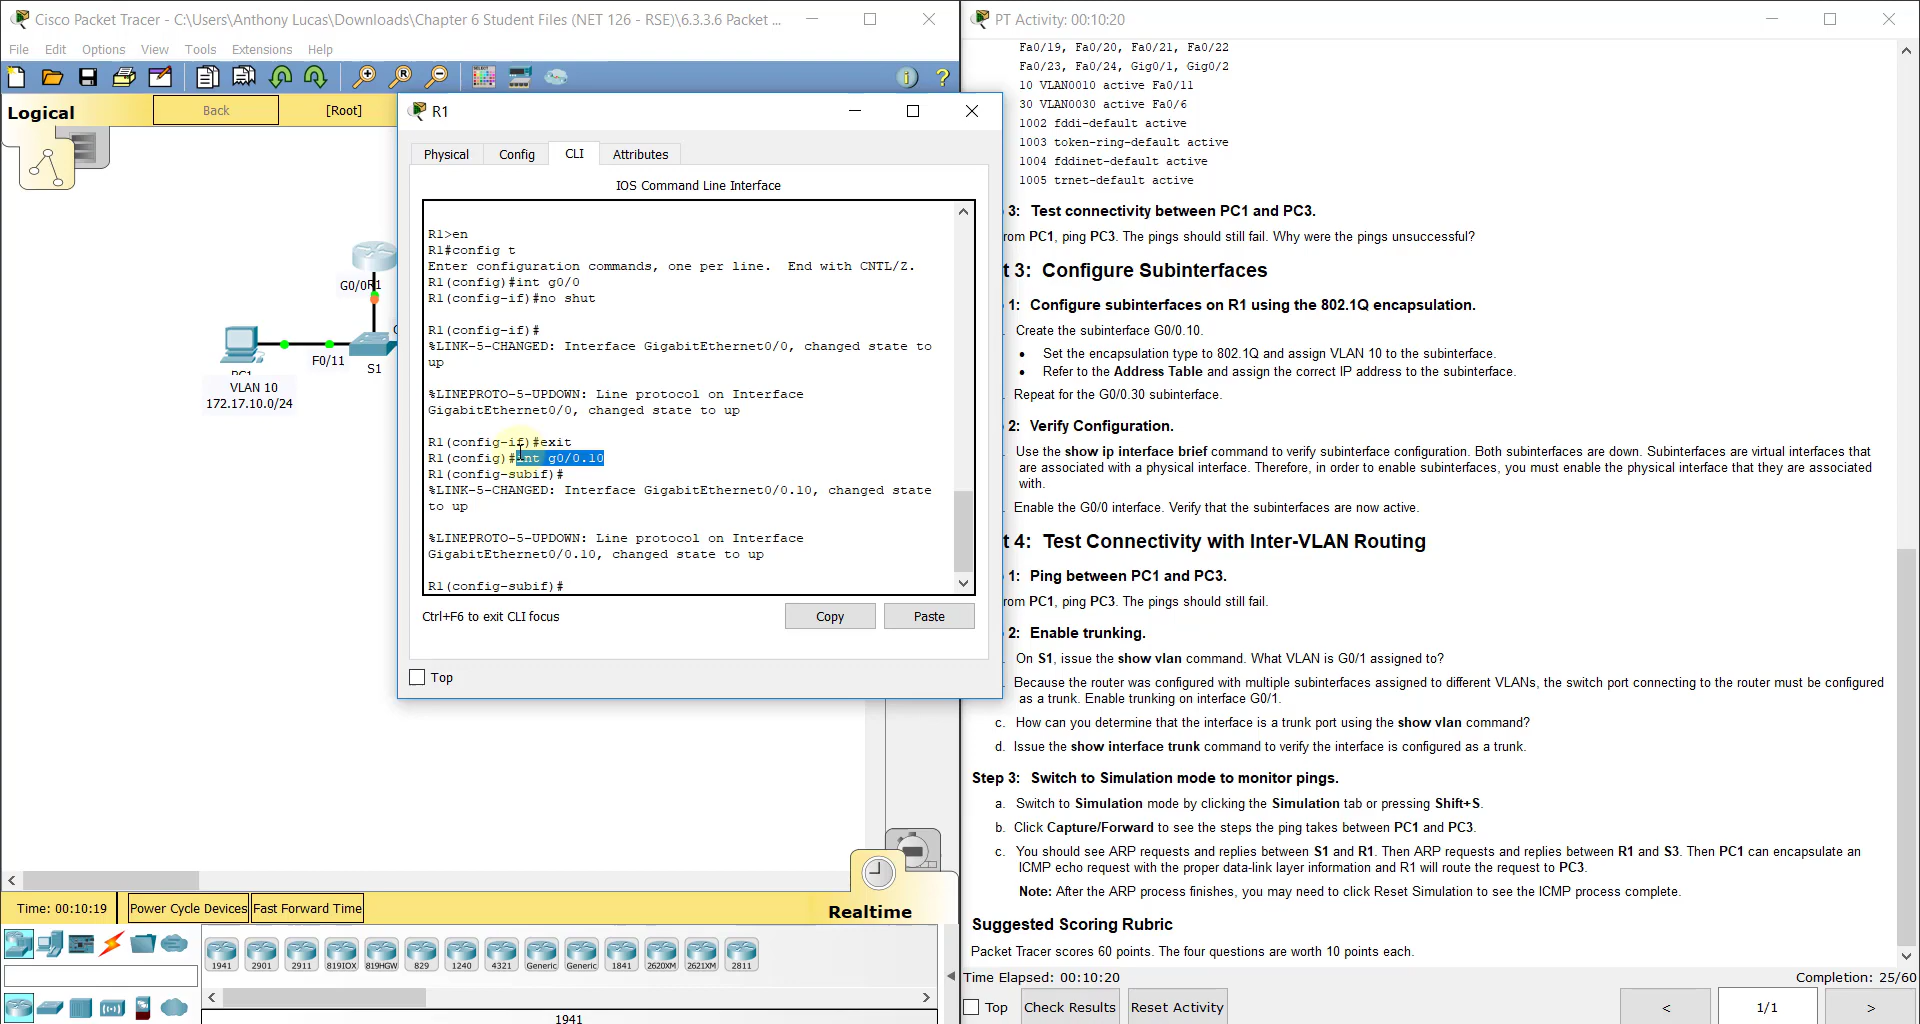 Cisco Packet Tracer - C:\Users\Anthony Lucas\Downloads\Chapter 6 Student Files (NET 126 - RSE)\6.3.3.6 Packet ...
File Edit Options View Tools Extensions Help
Logical
Back
[Root]
G0/0
R1
F0/11
S1
VLAN 10
172.17.10.0/24
R1
Physical Config CLI Attributes
IOS Command Line Interface
R1>en
R1#config t
Enter configuration commands, one per line. End with CNTL/Z.
R1(config)#int g0/0
R1(config-if)#no shut
R1(config-if)#
%LINK-5-CHANGED: Interface GigabitEthernet0/0, changed state to
up
%LINEPROTO-5-UPDOWN: Line protocol on Interface
GigabitEthernet0/0, changed state to up
R1(config-if)#exit
R1(config)#int g0/0.10
R1(config-subif)#
%LINK-5-CHANGED: Interface GigabitEthernet0/0.10, changed state
to up
%LINEPROTO-5-UPDOWN: Line protocol on Interface
GigabitEthernet0/0.10, changed state to up
R1(config-subif)#
Ctrl+F6 to exit CLI focus
Copy
Paste
Top
Time: 00:10:19
Power Cycle Devices Fast Forward Time
Realtime
1941 2901 2911 819IOX 819HGW 829 1240 4321 Generic Generic 1841 2620XM 2621XM 2811
1941
PT Activity: 00:10:20
Fa0/19, Fa0/20, Fa0/21, Fa0/22
Fa0/23, Fa0/24, Gig0/1, Gig0/2
10 VLAN0010 active Fa0/11
30 VLAN0030 active Fa0/6
1002 fddi-default active
1003 token-ring-default active
1004 fddinet-default active
1005 trnet-default active
3: Test connectivity between PC1 and PC3.
rom PC1, ping PC3. The pings should still fail. Why were the pings unsuccessful?
t 3: Configure Subinterfaces
1: Configure subinterfaces on R1 using the 802.1Q encapsulation.
Create the subinterface G0/0.10.
• Set the encapsulation type to 802.1Q and assign VLAN 10 to the subinterface.
• Refer to the Address Table and assign the correct IP address to the subinterface.
Repeat for the G0/0.30 subinterface.
2: Verify Configuration.
Use the show ip interface brief command to verify subinterface configuration. Both subinterfaces are down. Subinterfaces are virtual interfaces that
are associated with a physical interface. Therefore, in order to enable subinterfaces, you must enable the physical interface that they are associated
with.
Enable the G0/0 interface. Verify that the subinterfaces are now active.
t 4: Test Connectivity with Inter-VLAN Routing
1: Ping between PC1 and PC3.
rom PC1, ping PC3. The pings should still fail.
2: Enable trunking.
On S1, issue the show vlan command. What VLAN is G0/1 assigned to?
Because the router was configured with multiple subinterfaces assigned to different VLANs, the switch port connecting to the router must be configured
as a trunk. Enable trunking on interface G0/1.
c. How can you determine that the interface is a trunk port using the show vlan command?
d. Issue the show interface trunk command to verify the interface is configured as a trunk.
Step 3: Switch to Simulation mode to monitor pings.
a. Switch to Simulation mode by clicking the Simulation tab or pressing Shift+S.
b. Click Capture/Forward to see the steps the ping takes between PC1 and PC3.
c. You should see ARP requests and replies between S1 and R1. Then ARP requests and replies between R1 and S3. Then PC1 can encapsulate an
ICMP echo request with the proper data-link layer information and R1 will route the request to PC3.
Note: After the ARP process finishes, you may need to click Reset Simulation to see the ICMP process complete.
Suggested Scoring Rubric
Packet Tracer scores 60 points. The four questions are worth 10 points each.
Time Elapsed: 00:10:20
Completion: 25/60
Top
Check Results
Reset Activity
<
1/1
>